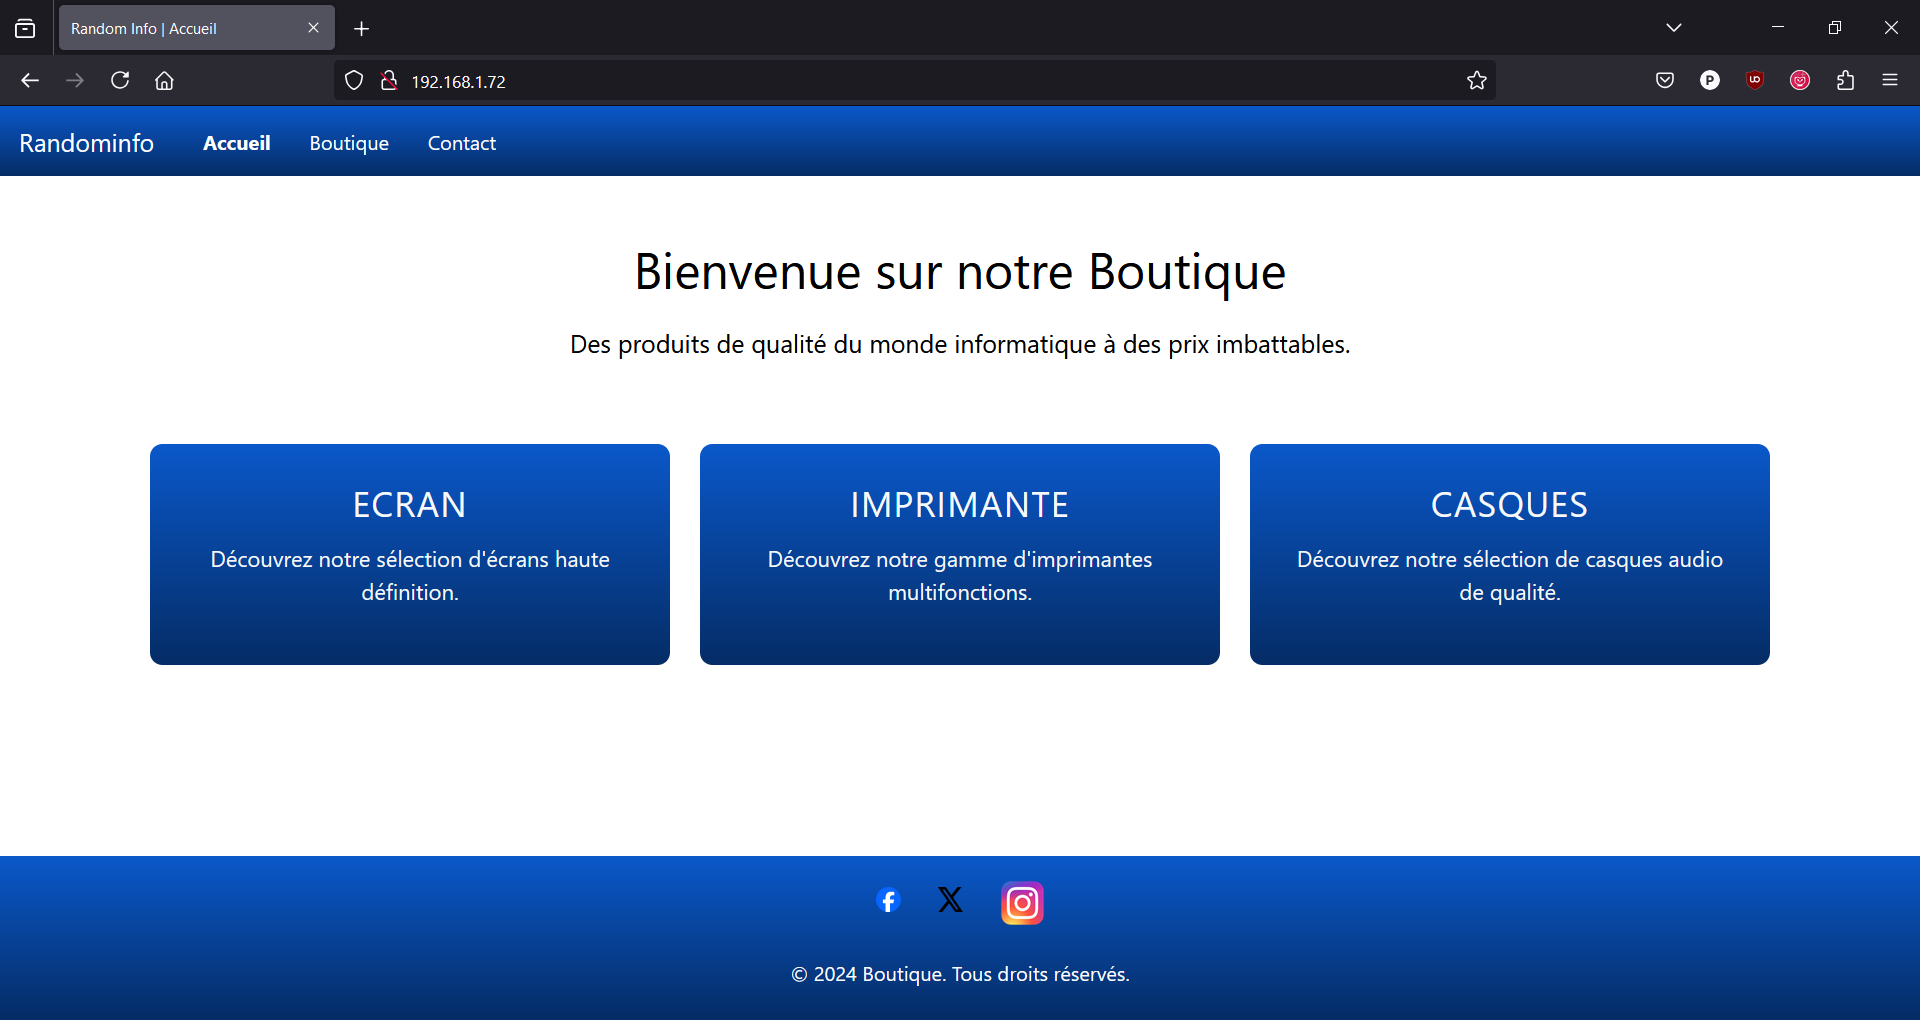 Random Info | Accueil
192.168.1.72
P
Randominfo Accueil Boutique Contact
Bienvenue sur notre Boutique
Des produits de qualité du monde informatique à des prix imbattables.
ECRAN
Découvrez notre sélection d'écrans haute
définition.
IMPRIMANTE
Découvrez notre gamme d'imprimantes
multifonctions.
CASQUES
Découvrez notre sélection de casques audio
de qualité.
© 2024 Boutique. Tous droits réservés.